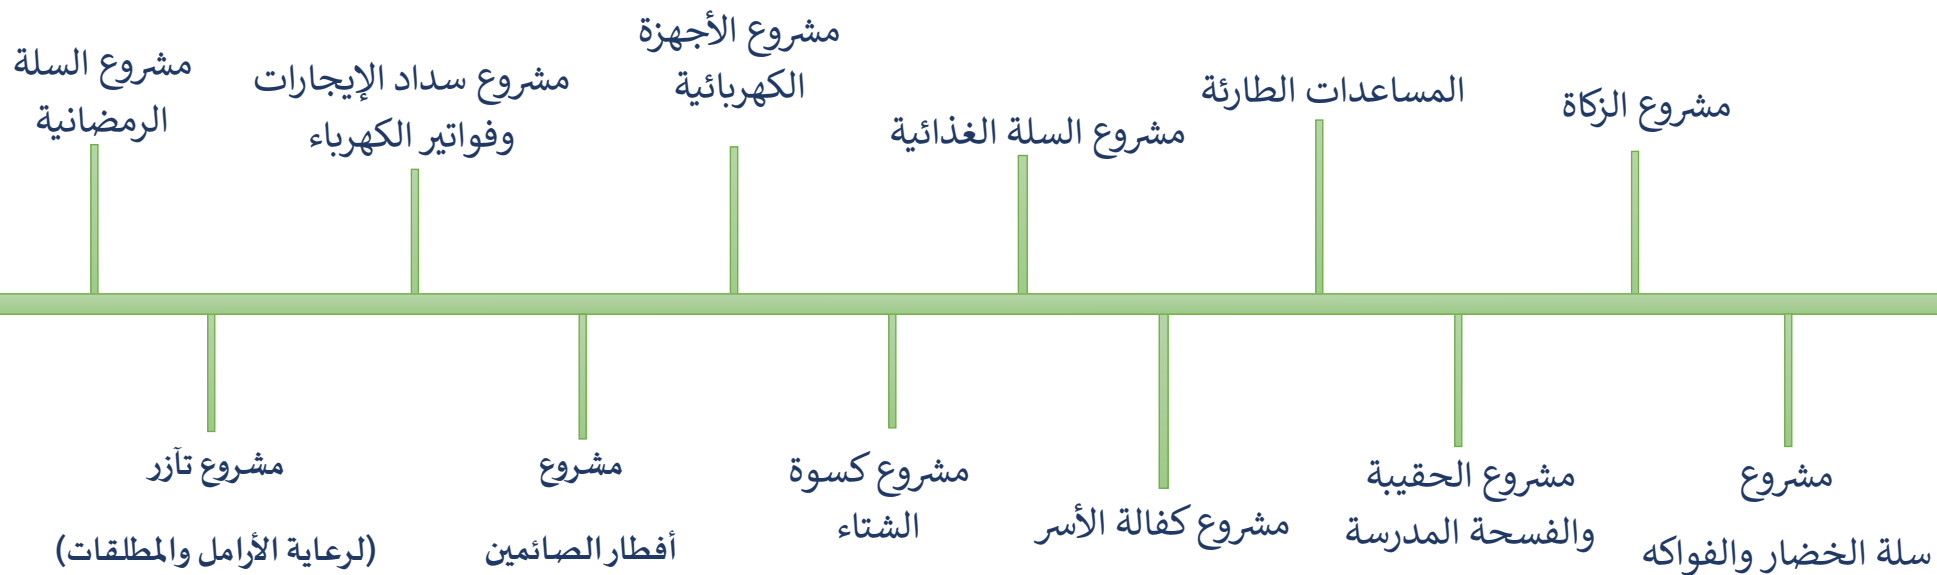 مشروع الزكاة
المساعدات الطارئة
مشروع السلة الغذائية
مشروع الأجهزة
الكهربائية
مشروع سداد الإيجارات
وفواتير الكهرباء
مشروع السلة
الرمضانية
مشروع
سلة الخضار والفواكه
مشروع الحقيبة
والفسحة المدرسة
مشروع كفالة الأسر
مشروع كسوة
الشتاء
مشروع
أفطار الصائمين
مشروع تآزر
(لرعاية الأرامل والمطلقات)